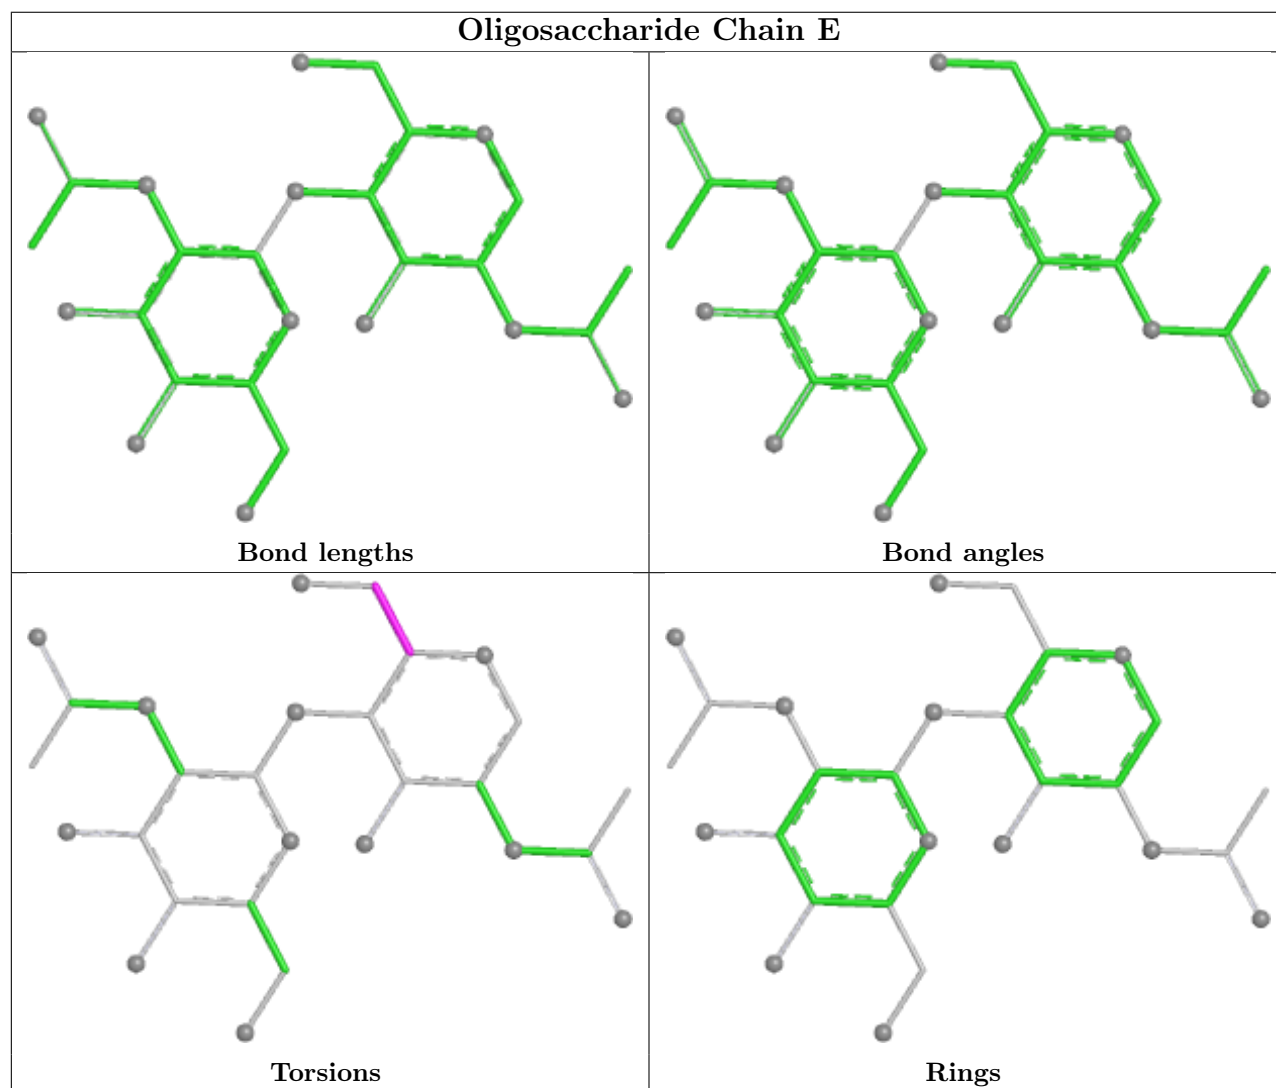 Oligosaccharide Chain E
Bond lengths
Bond angles
Torsions
Rings